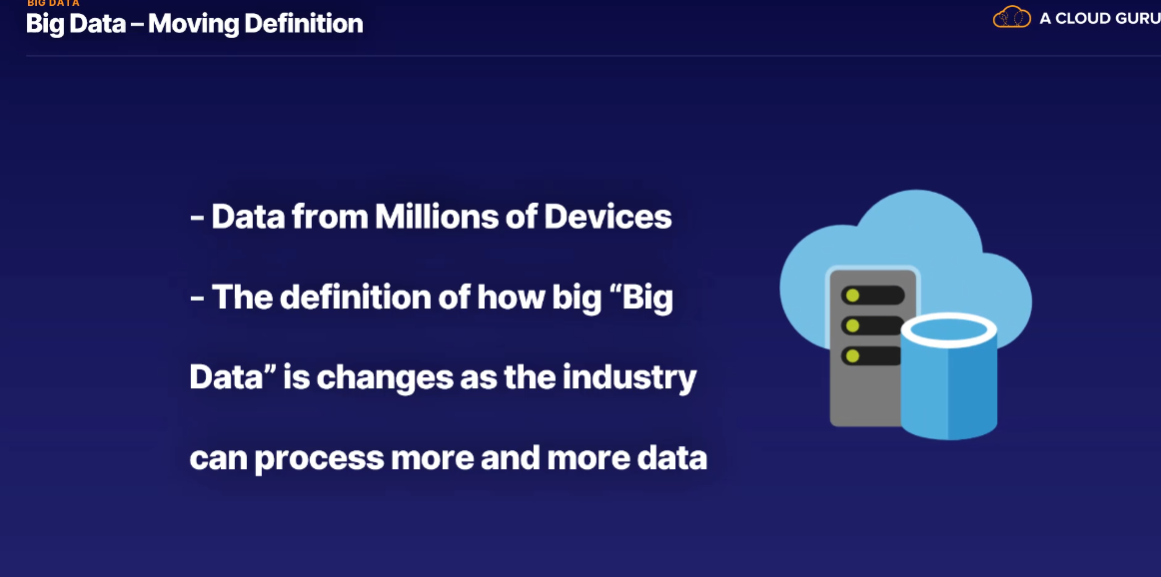 BIG DATA
Big Data – Moving Definition
A CLOUD GURU
- Data from Millions of Devices
- The definition of how big “Big
Data” is changes as the industry
can process more and more data